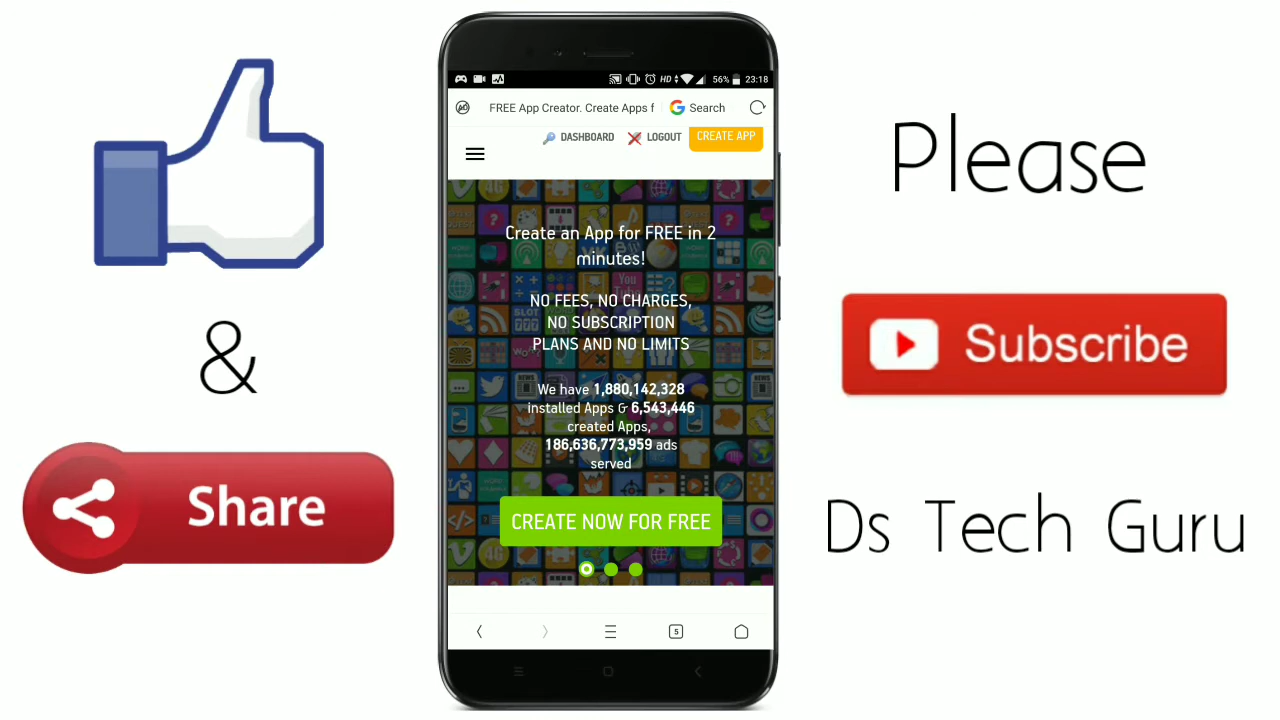 &
Share
56%
23:18
HD
FREE App Creator. Create Apps f
Search
DASHBOARD
LOGOUT
CREATE APP
Create an App for FREE in 2
minutes!
NO FEES, NO CHARGES,
NO SUBSCRIPTION
PLANS AND NO LIMITS
We have 1,880,142,328
installed Apps & 6,543,446
created Apps,
186,636,773,959 ads
served
CREATE NOW FOR FREE
5
Please
Subscribe
Ds Tech Guru